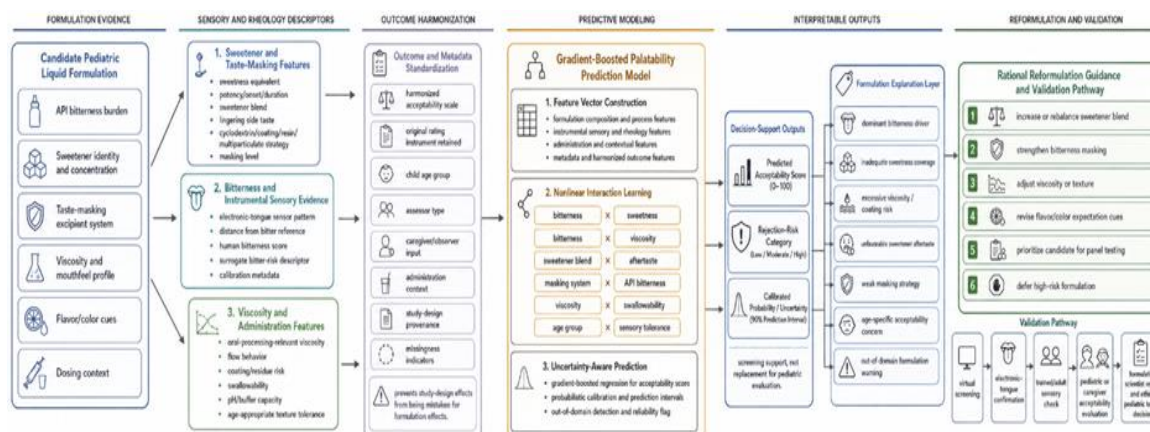 FORMULATION EVIDENCE
Candidate Pediatric
Liquid Formulation
API bitterness burden
Sweetener identity
and concentration
Taste-masking
excipient system
Viscosity and
mouthfeel profile
Flavor/color cues
Dosing context
SENSORY AND RHEOLOGY DESCRIPTORS
1. Sweetener and
Taste-Masking Features
• sweetness equivalent
• potency/onset/duration
• sweetener blend
• lingering side taste
• cyclodextrin/coating/resin/
multiparticulate strategy
• masking level
2. Bitterness and
Instrumental Sensory Evidence
• electronic-tongue sensor pattern
• distance from bitter reference
• human bitterness score
• surrogate bitter-risk descriptor
• calibration metadata
3. Viscosity and
Administration Features
• oral-processing-relevant viscosity
• flow behavior
• coating/residue risk
• swallowability
• pH/buffer capacity
• age-appropriate texture tolerance
OUTCOME HARMONIZATION
Outcome and Metadata
Standardization
harmonized
acceptability scale
original rating
instrument retained
child age group
assessor type
caregiver/observer
input
administration
context
study-design
provenance
missingness
indicators
prevents study-design effects
from being mistaken for
formulation effects.
PREDICTIVE MODELING
Gradient-Boosted Palatability
Prediction Model
1. Feature Vector Construction
• formulation composition and process features
• instrumental sensory and rheology features
• administration and contextual features
• metadata and harmonized outcome features
2. Nonlinear Interaction Learning
bitterness × sweetness
bitterness × viscosity
sweetener blend × aftertaste
masking system × API bitterness
viscosity × swallowability
age group × sensory tolerance
3. Uncertainty-Aware Prediction
• gradient-boosted regression for acceptability score
• probabilistic calibration and prediction intervals
• out-of-domain detection and reliability flag
INTERPRETABLE OUTPUTS
Decision-Support Outputs
Predicted
Acceptability Score
(0–100)
Rejection-Risk
Category
(Low / Moderate / High)
Calibrated
Probability / Uncertainty
(90% Prediction Interval)
screening support, not
replacement for pediatric
evaluation.
Formulation Explanation Layer
dominant bitterness driver
inadequate sweetness coverage
excessive viscosity /
coating risk
unfavorable sweetener aftertaste
weak masking strategy
age-specific acceptability
concern
out-of-domain formulation
warning
REFORMULATION AND VALIDATION
Rational Reformulation Guidance
and Validation Pathway
1 increase or rebalance sweetener blend
2 strengthen bitterness masking
3 adjust viscosity or texture
4 revise flavor/color expectation cues
5 prioritize candidate for panel testing
6 defer high-risk formulation
Validation Pathway
virtual
screening
electronic-
tongue
confirmation
trained/adult
sensory
check
pediatric or
caregiver
acceptability
evaluation